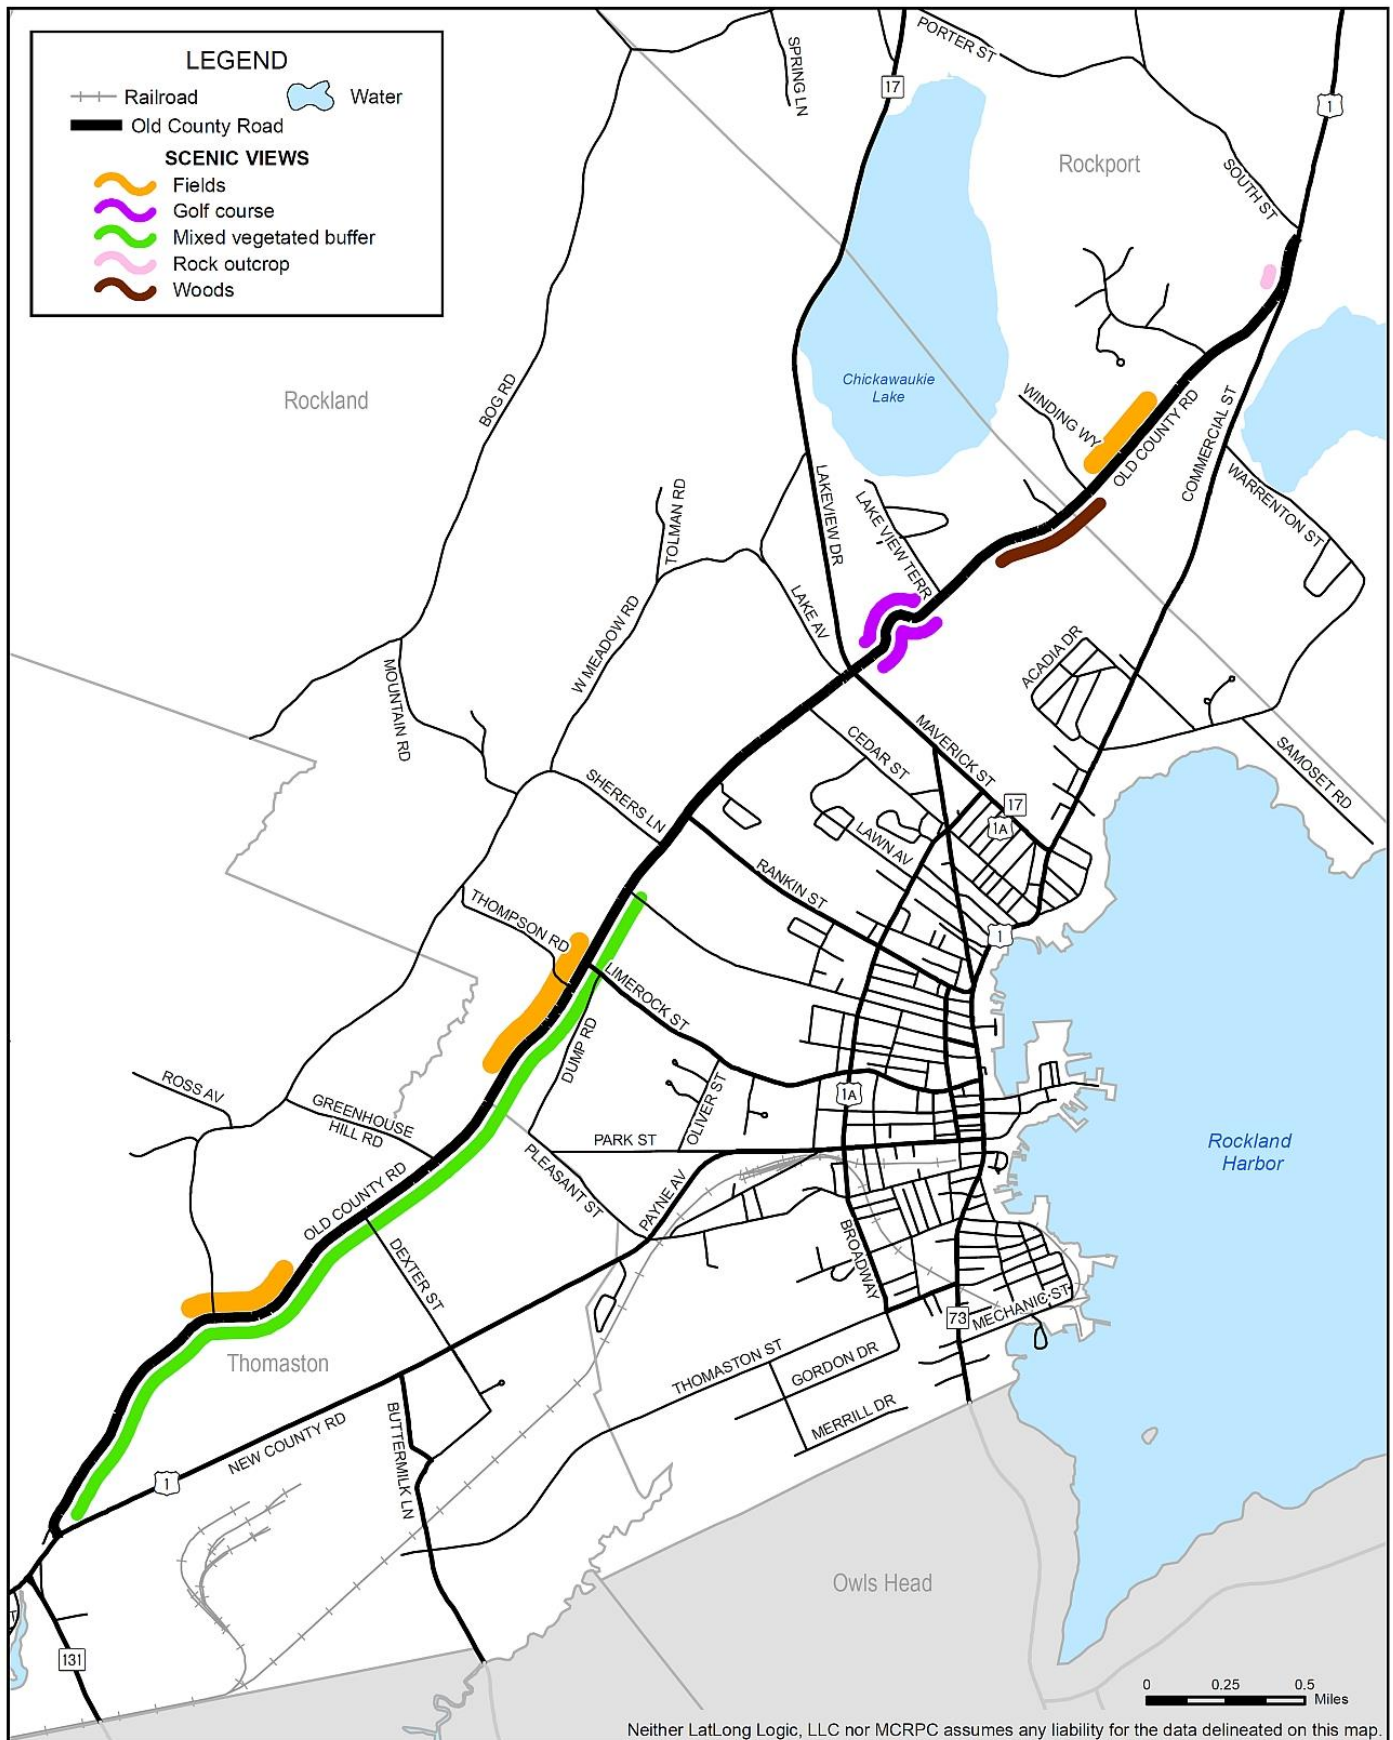 LEGEND
Railroad
Water
Old County Road
SCENIC VIEWS
Fields
Golf course
Mixed vegetated buffer
Rock outcrop
Woods
SPRING LN
17
PORTER ST
1
Rockport
SOUTH ST
Rockland
BOG RD
Chickawaukie
Lake
WINDING WY
OLD COUNTY RD
COMMERCIAL ST
WARRENTON ST
TOLMAN RD
LAKEVIEW DR
LAKE VIEW TERR
LAKE AV
W MEADOW RD
MOUNTAIN RD
ACADIA DR
SAMOSET RD
CEDAR ST
MAVERICK ST
17
1A
SHERERS LN
LAWN AV
RANKIN ST
THOMPSON RD
1
LIMEROCK ST
DUMP RD
ROSS AV
GREENHOUSE
HILL RD
OLIVER ST
1A
PARK ST
Rockland
Harbor
PLEASANT ST
PAYNE AV
OLD COUNTY RD
DEXTER ST
BROADWAY
73
MECHANIC ST
Thomaston
THOMASTON ST
GORDON DR
MERRILL DR
NEW COUNTY RD
BUTTERMILK LN
1
Owls Head
131
0 0.25 0.5
Miles
Neither LatLong Logic, LLC nor MCRPC assumes any liability for the data delineated on this map.